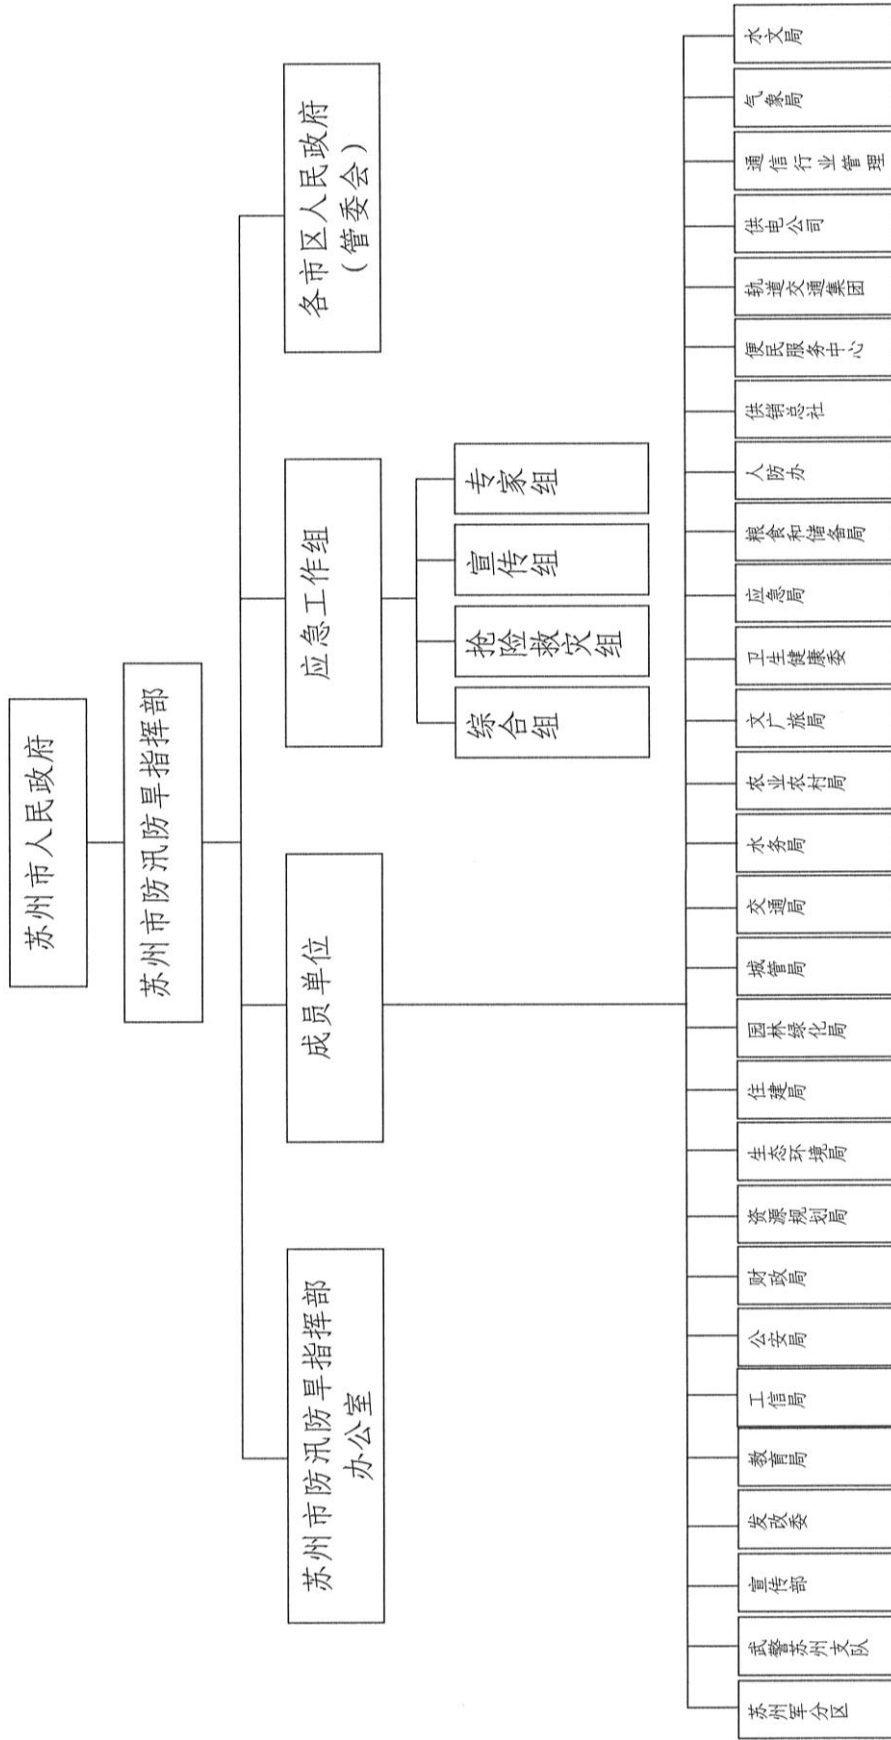 苏州市人民政府
苏州市防汛防旱指挥部
苏州市防汛防旱指挥部
办公室
成员单位
应急工作组
各市区人民政府
（管委会）
综合组
抢险救灾组
宣传组
专家组
苏州军分区
武警苏州支队
宣传部
发改委
教育局
工信局
公安局
财政局
资源规划局
生态环境局
住建局
园林绿化局
城管局
交通局
水务局
农业农村局
文广旅局
卫生健康委
应急局
粮食和储备局
人防办
供销总社
便民服务中心
轨道交通集团
供电公司
通信行业管理
气象局
水文局